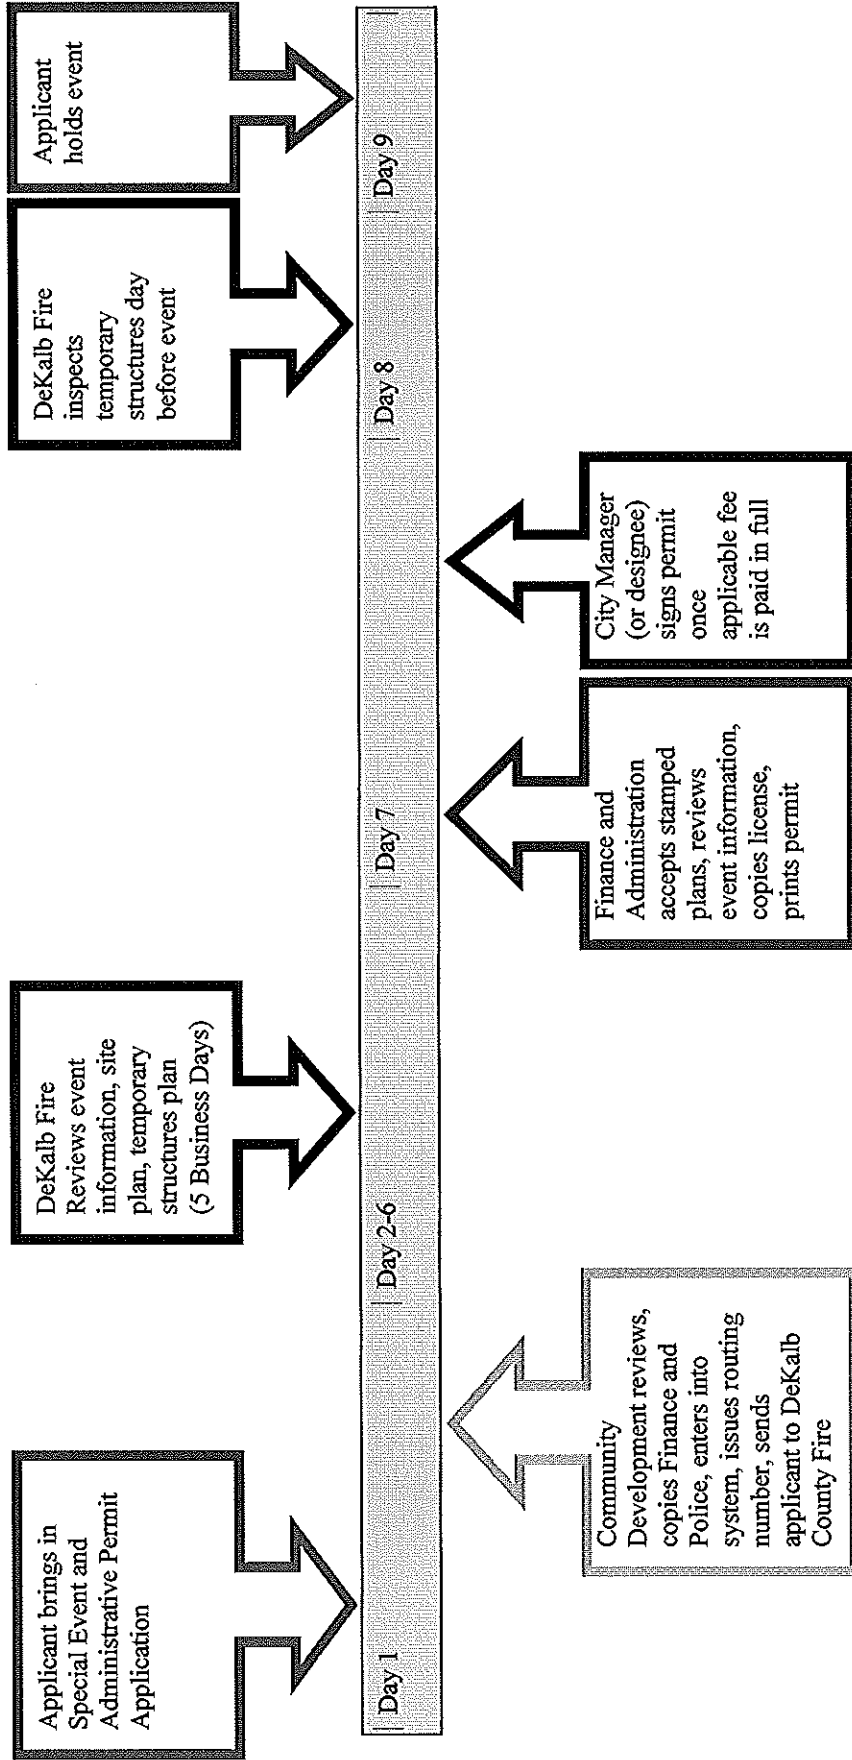 Applicant brings in
Special Event and
Administrative Permit
Application
DeKalb Fire
Reviews event
information, site
plan, temporary
structures plan
(5 Business Days)
DeKalb Fire
inspects
temporary
structures day
before event
Applicant
holds event
Day 1
Day 2-6
Day 7
Day 8
Day 9
Community
Development reviews,
copies Finance and
Police, enters into
system, issues routing
number, sends
applicant to DeKalb
County Fire
Finance and
Administration
accepts stamped
plans, reviews
event information,
copies license,
prints permit
City Manager
(or designee)
signs permit
once
applicable fee
is paid in full